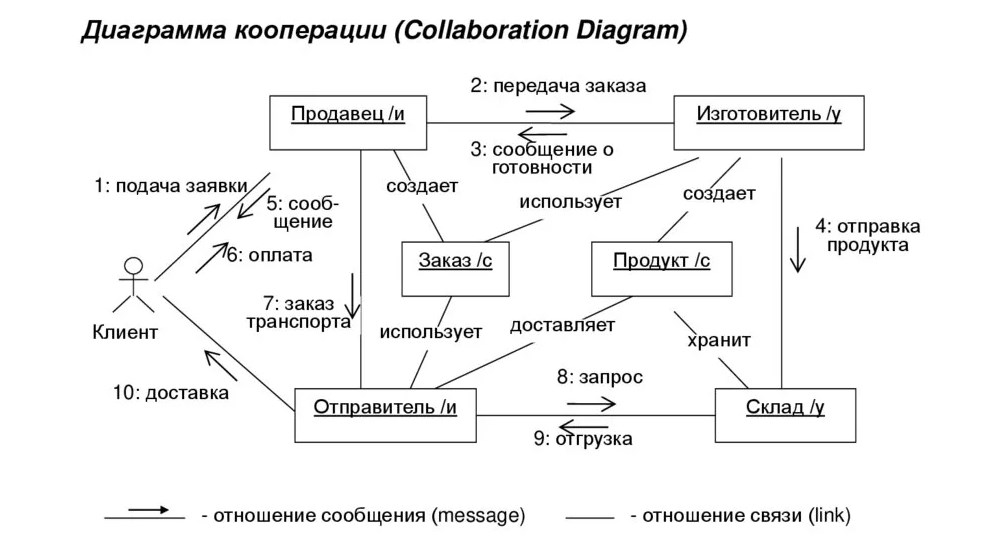 Диаграмма кооперации (Collaboration Diagram)
2: передача заказа
Продавец /и
Изготовитель /у
3: сообщение о
готовности
1: подача заявки
создает
использует
создает
5: сооб-
щение
4: отправка
продукта
6: оплата
Заказ /с
Продукт /с
Клиент
7: заказ
транспорта
использует
доставляет
хранит
10: доставка
8: запрос
Отправитель /и
Склад /у
9: отгрузка
- отношение сообщения (message)
- отношение связи (link)